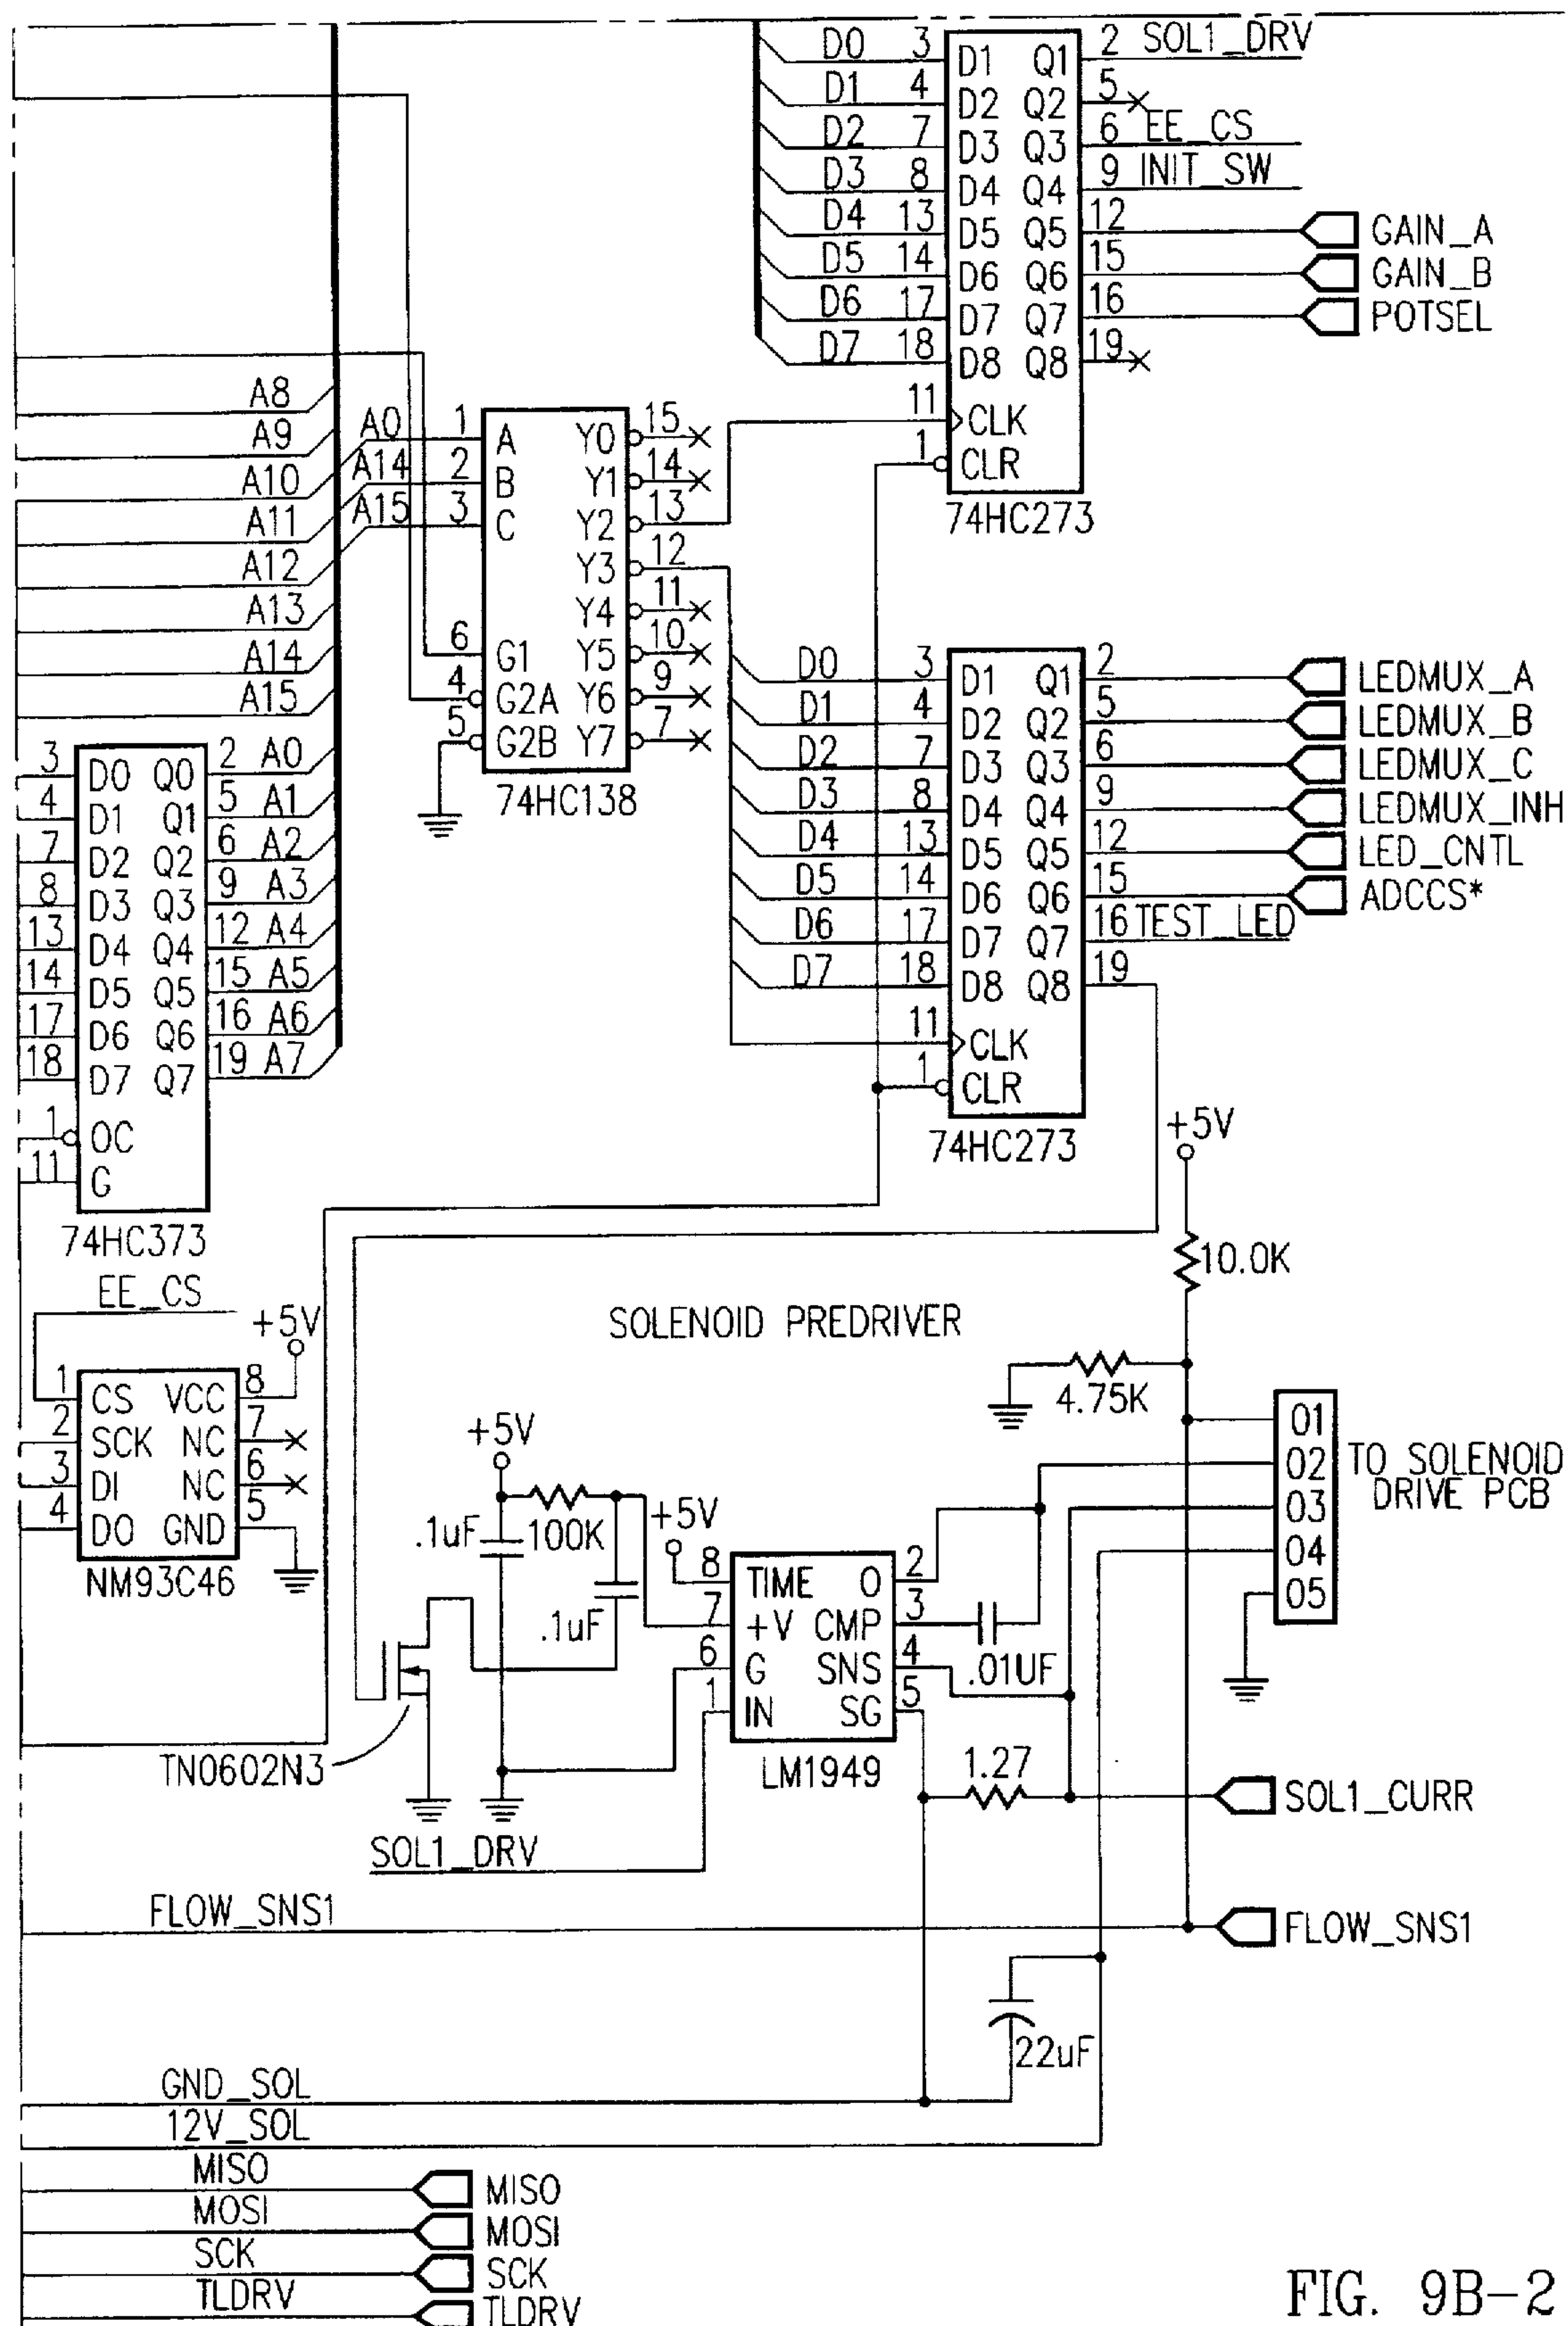 D0 3 D1 Q1 2 SOL1_DRV
D1 4 D2 Q2 5
D2 7 D3 Q3 6 EE_CS
D3 8 D4 Q4 9 INIT_SW
D4 13 D5 Q5 12 GAIN_A
D5 14 D6 Q6 15 GAIN_B
D6 17 D7 Q7 16 POTSEL
D7 18 D8 Q8 19
11 CLK
1 CLR
74HC273
A8
A9
A10
A11
A12
A13
A14
A15
A0 1 A Y0 15
A14 2 B Y1 14
A15 3 C Y2 13
Y3 12
Y4 11
6 G1 Y5 10
4 G2A Y6 9
5 G2B Y7 7
74HC138
D0 3 D1 Q1 2 LEDMUX_A
D1 4 D2 Q2 5 LEDMUX_B
D2 7 D3 Q3 6 LEDMUX_C
D3 8 D4 Q4 9 LEDMUX_INH
D4 13 D5 Q5 12 LED_CNTL
D5 14 D6 Q6 15 ADCCS*
D6 17 D7 Q7 16 TEST_LED
D7 18 D8 Q8 19
11 CLK
1 CLR
74HC273
3 D0 Q0 2 A0
4 D1 Q1 5 A1
7 D2 Q2 6 A2
8 D3 Q3 9 A3
13 D4 Q4 12 A4
14 D5 Q5 15 A5
17 D6 Q6 16 A6
18 D7 Q7 19 A7
1 OC
11 G
74HC373
+5V
10.0K
4.75K
EE_CS
+5V
1 CS VCC 8
2 SCK NC 7
3 DI NC 6
4 DO GND 5
NM93C46
SOLENOID PREDRIVER
+5V
.1uF
100K
.1uF
+5V
8 TIME O 2
7 +V CMP 3
6 G SNS 4
1 IN SG 5
LM1949
.01UF
01
02
03
04
05
TO SOLENOID
DRIVE PCB
TN0602N3
1.27
SOL1_CURR
SOL1_DRV
FLOW_SNS1
FLOW_SNS1
22uF
GND_SOL
12V_SOL
MISO MISO
MOSI MOSI
SCK SCK
TLDRV TLDRV
FIG. 9B-2